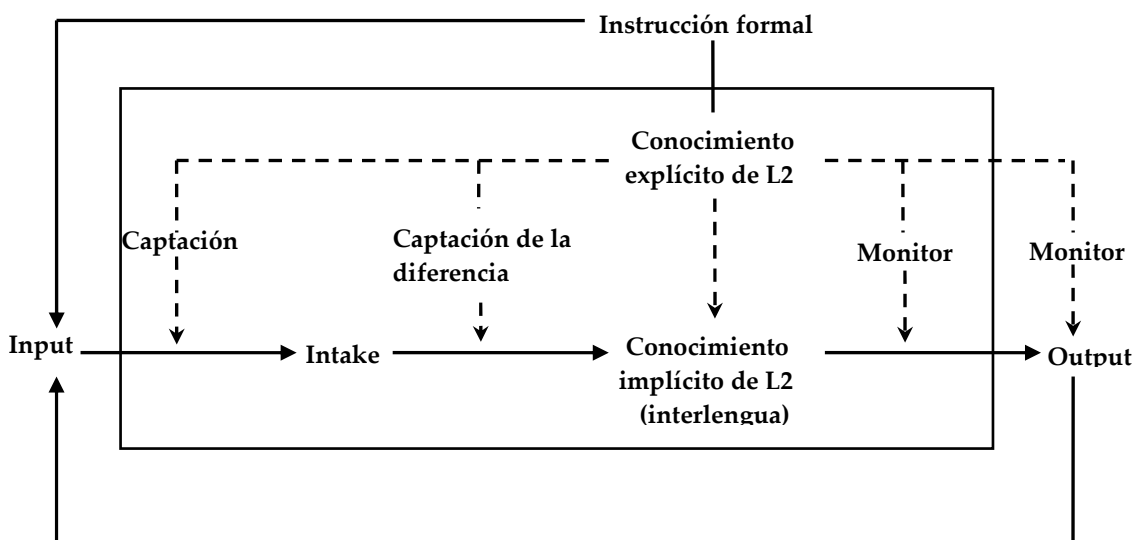 Instrucción formal
Conocimiento
explícito de L2
Captación
Captación de la
diferencia
Monitor
Monitor
Input
Intake
Conocimiento
implícito de L2
(interlengua)
Output